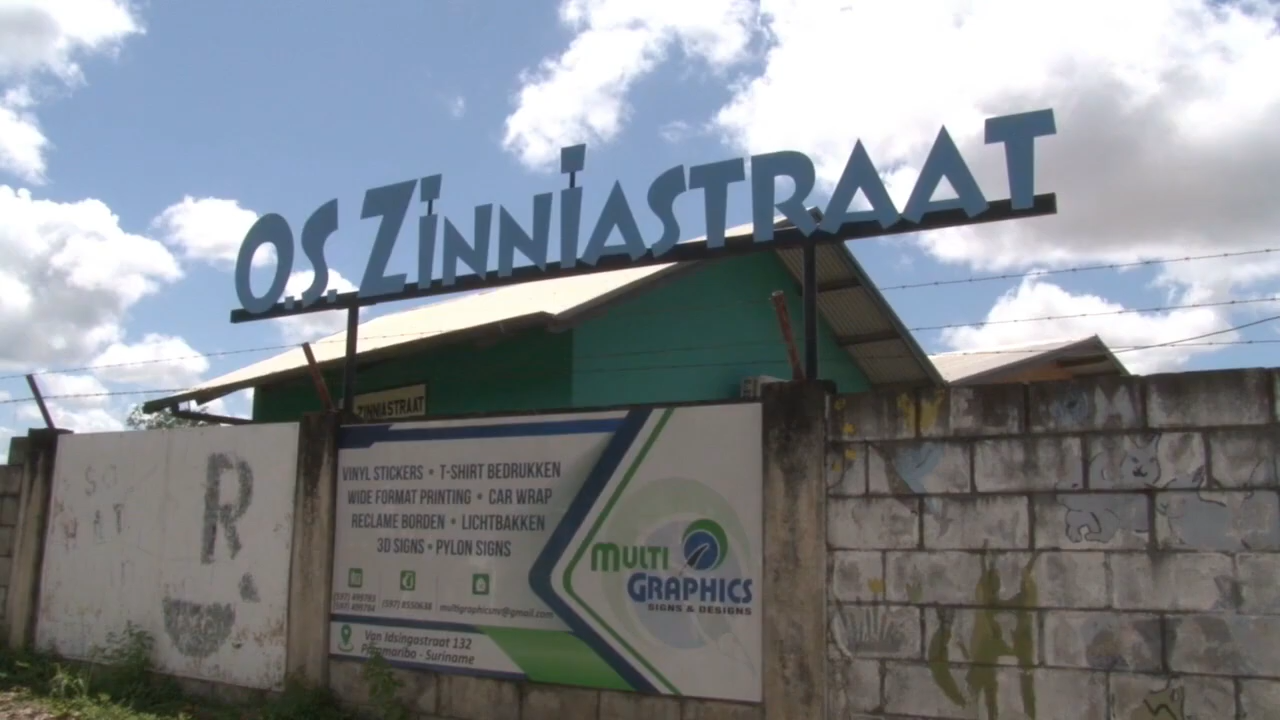 O.S. ZINNIASTRAAT
ZINNIASTRAAT
VINYL STICKERS • T-SHIRT BEDRUKKEN
WIDE FORMAT PRINTING • CAR WRAP
RECLAME BORDEN • LICHTBAKKEN
3D SIGNS • PYLON SIGNS
(597) 8550638
multigraphicsnv@gmail.com
Van Idsingastraat 132
Paramaribo - Suriname
MULTI
GRAPHICS
SIGNS & DESIGNS
R